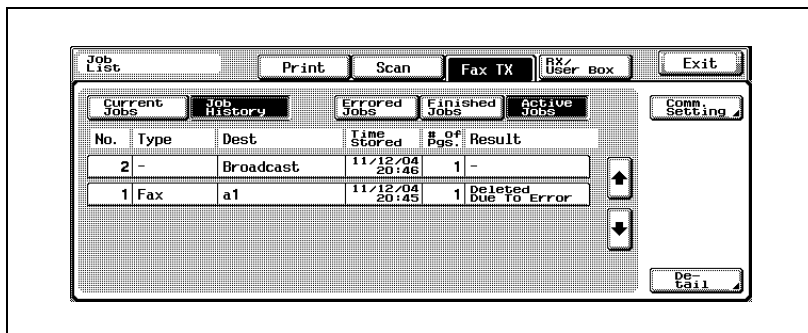 Job List
Print
Scan
Fax TX
RX/ User Box
Exit
Current Jobs
Job History
Errored Jobs
Finished Jobs
Active Jobs
Comm. Setting
No. Type Dest Time Stored # Of Pgs. Result
2 - Broadcast 11/12/04 20:46 1 -
1 Fax a1 11/12/04 20:45 1 Deleted Due To Error
De-
tail